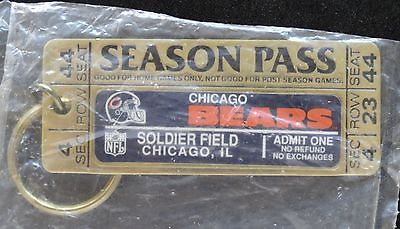 SEASON PASS
GOOD FOR HOME GAMES ONLY, NOT GOOD FOR POST SEASON GAMES.
SEC ROW SEAT
4 44
CHICAGO
BEARS
NFL
SOLDIER FIELD
CHICAGO, IL
ADMIT ONE
NO REFUND
NO EXCHANGES
SEC ROW SEAT
4 23 44